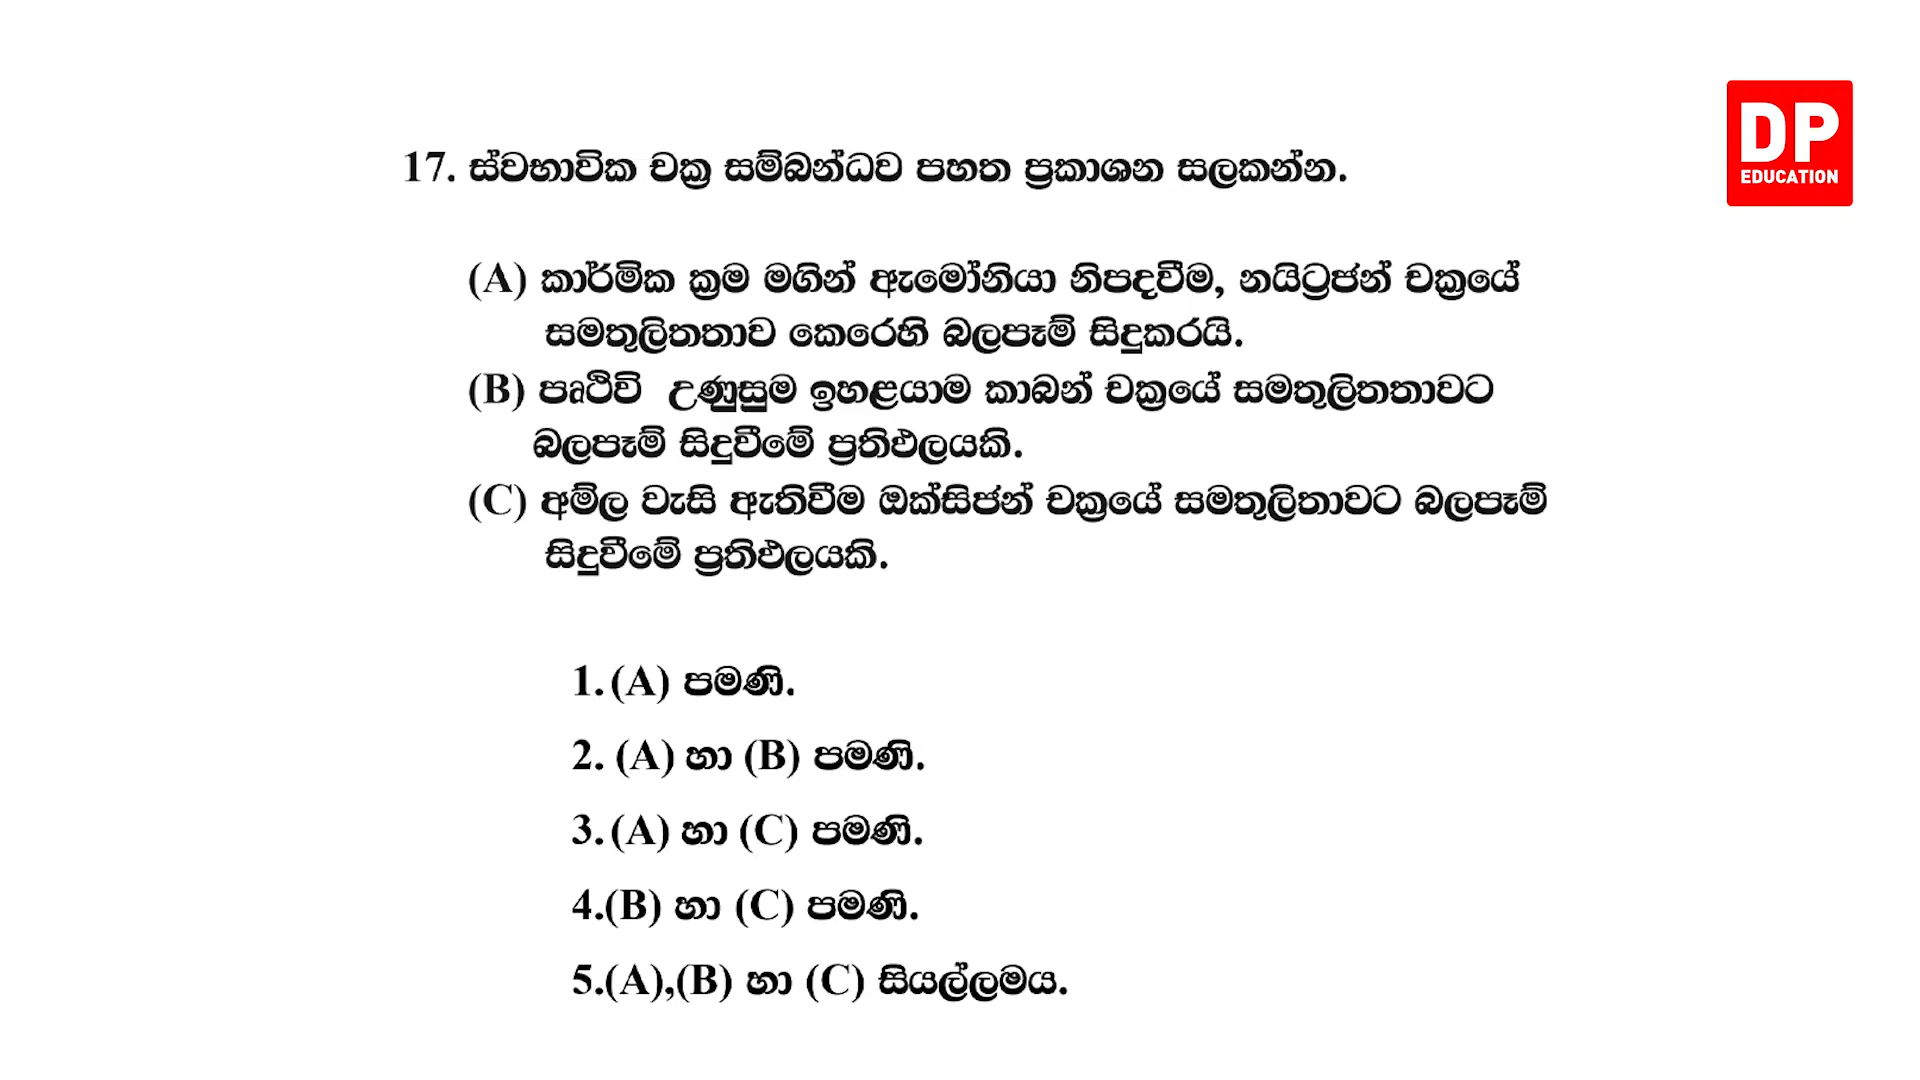 DP
EDUCATION
17. ස්වභාවික චක්‍ර සම්බන්ධව පහත ප්‍රකාශන සලකන්න.
(A) කාර්මික ක්‍රම මගින් ඇමෝනියා නිපදවීම, නයිට්‍රජන් චක්‍රයේ
සමතුලිතතාව කෙරෙහි බලපෑම් සිදුකරයි.
(B) පෘථිවි උණුසුම ඉහළයාම කාබන් චක්‍රයේ සමතුලිතතාවට
බලපෑම් සිදුවීමේ ප්‍රතිඵලයකි.
(C) අම්ල වැසි ඇතිවීම ඔක්සිජන් චක්‍රයේ සමතුලිතාවට බලපෑම්
සිදුවීමේ ප්‍රතිඵලයකි.
1. (A) පමණි.
2. (A) හා (B) පමණි.
3. (A) හා (C) පමණි.
4.(B) හා (C) පමණි.
5.(A),(B) හා (C) සියල්ලමය.